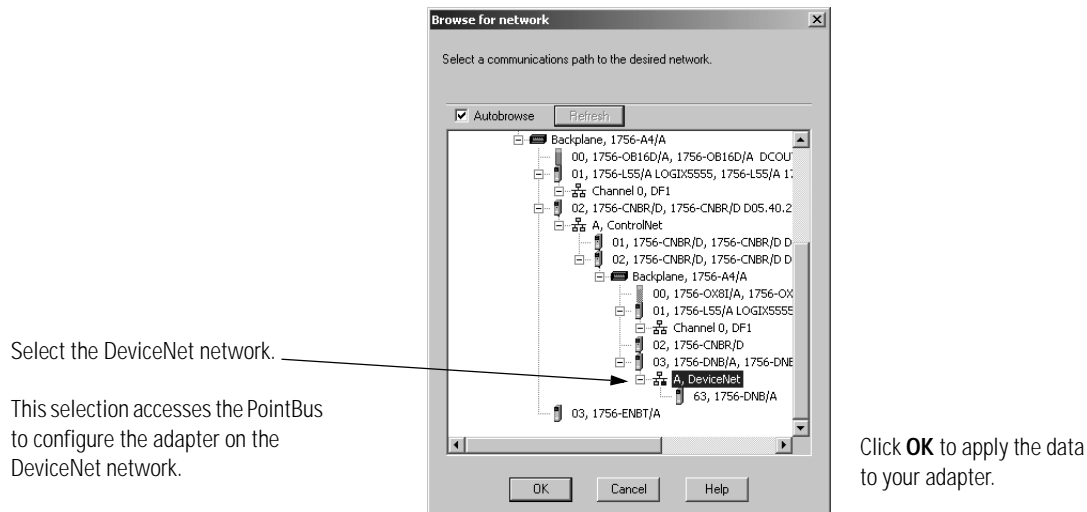 Browse for network
Select a communications path to the desired network.
Autobrowse
Refresh
Backplane, 1756-A4/A
00, 1756-OB16D/A, 1756-OB16D/A DCOU
01, 1756-L55/A LOGIX5555, 1756-L55/A 1
Channel 0, DF1
02, 1756-CNBR/D, 1756-CNBR/D D05.40.2
A, ControlNet
01, 1756-CNBR/D, 1756-CNBR/D D
02, 1756-CNBR/D, 1756-CNBR/D D
Backplane, 1756-A4/A
00, 1756-OX8I/A, 1756-OX
01, 1756-L55/A LOGIX5555
Channel 0, DF1
02, 1756-CNBR/D
03, 1756-DNB/A, 1756-DNB
A, DeviceNet
63, 1756-DNB/A
03, 1756-ENBT/A
OK
Cancel
Help
Select the DeviceNet network.
This selection accesses the PointBus
to configure the adapter on the
DeviceNet network.
Click OK to apply the data
to your adapter.